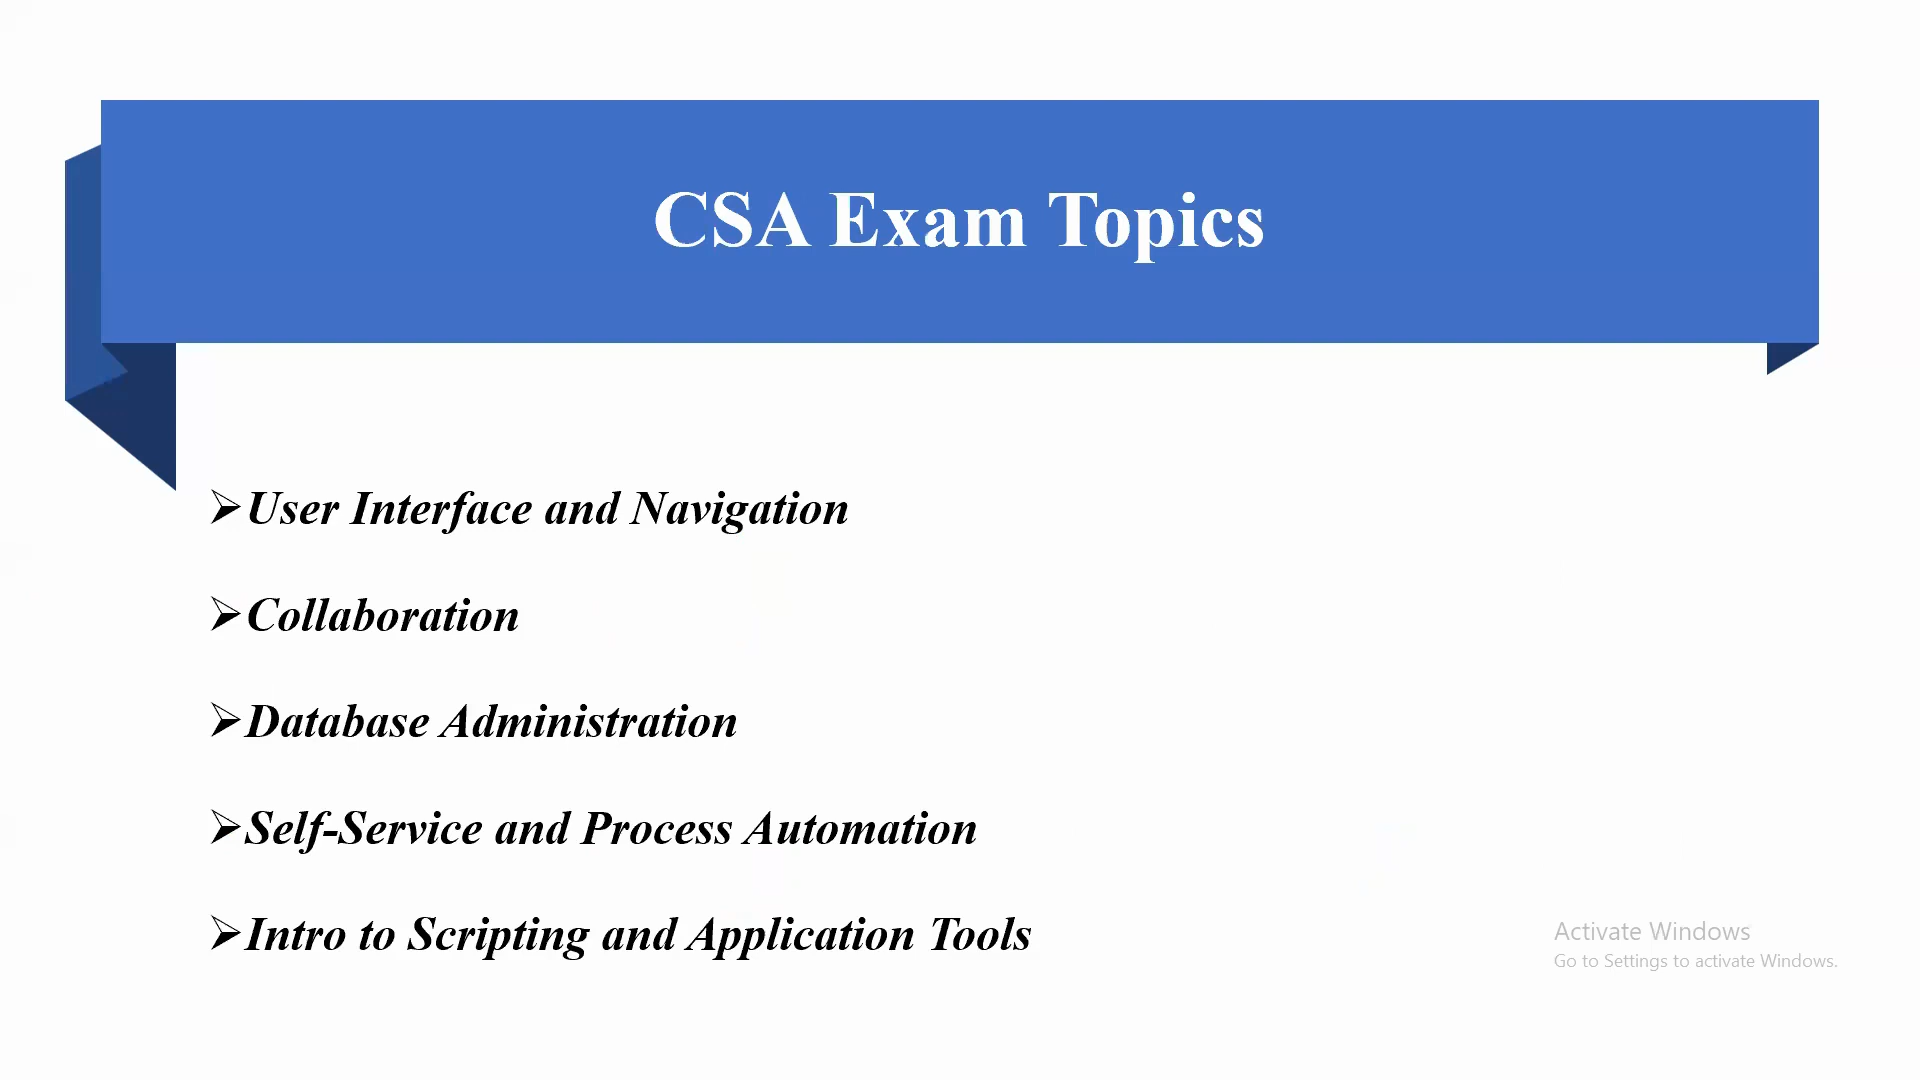 CSA Exam Topics
➢User Interface and Navigation
➢Collaboration
➢Database Administration
➢Self-Service and Process Automation
➢Intro to Scripting and Application Tools
Activate Windows
Go to Settings to activate Windows.